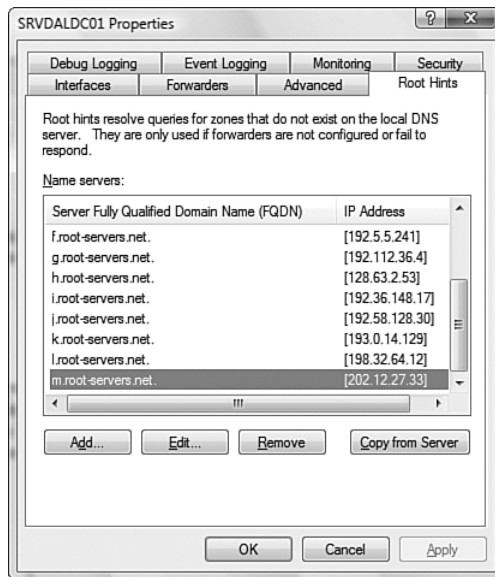 SRVDALDC01 Properties
Debug Logging Event Logging Monitoring Security
Interfaces Forwarders Advanced Root Hints
Root hints resolve queries for zones that do not exist on the local DNS
server. They are only used if forwarders are not configured or fail to
respond.
Name servers:
Server Fully Qualified Domain Name (FQDN) IP Address
f.root-servers.net. [192.5.5.241]
g.root-servers.net. [192.112.36.4]
h.root-servers.net. [128.63.2.53]
i.root-servers.net. [192.36.148.17]
j.root-servers.net. [192.58.128.30]
k.root-servers.net. [193.0.14.129]
l.root-servers.net. [198.32.64.12]
m.root-servers.net. [202.12.27.33]
Add... Edit... Remove Copy from Server
OK Cancel Apply